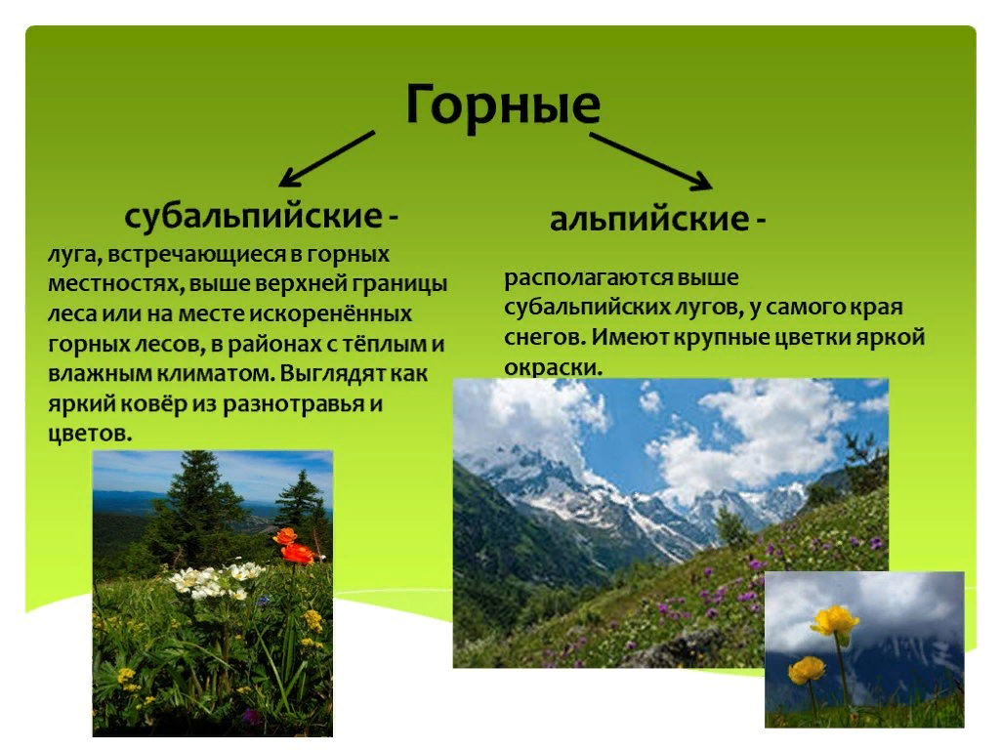 Горные
субальпийские -
луга, встречающиеся в горных
местностях, выше верхней границы
леса или на месте искоренённых
горных лесов, в районах с тёплым и
влажным климатом. Выглядят как
яркий ковёр из разнотравья и
цветов.
альпийские -
располагаются выше
субальпийских лугов, у самого края
снегов. Имеют крупные цветки яркой
окраски.